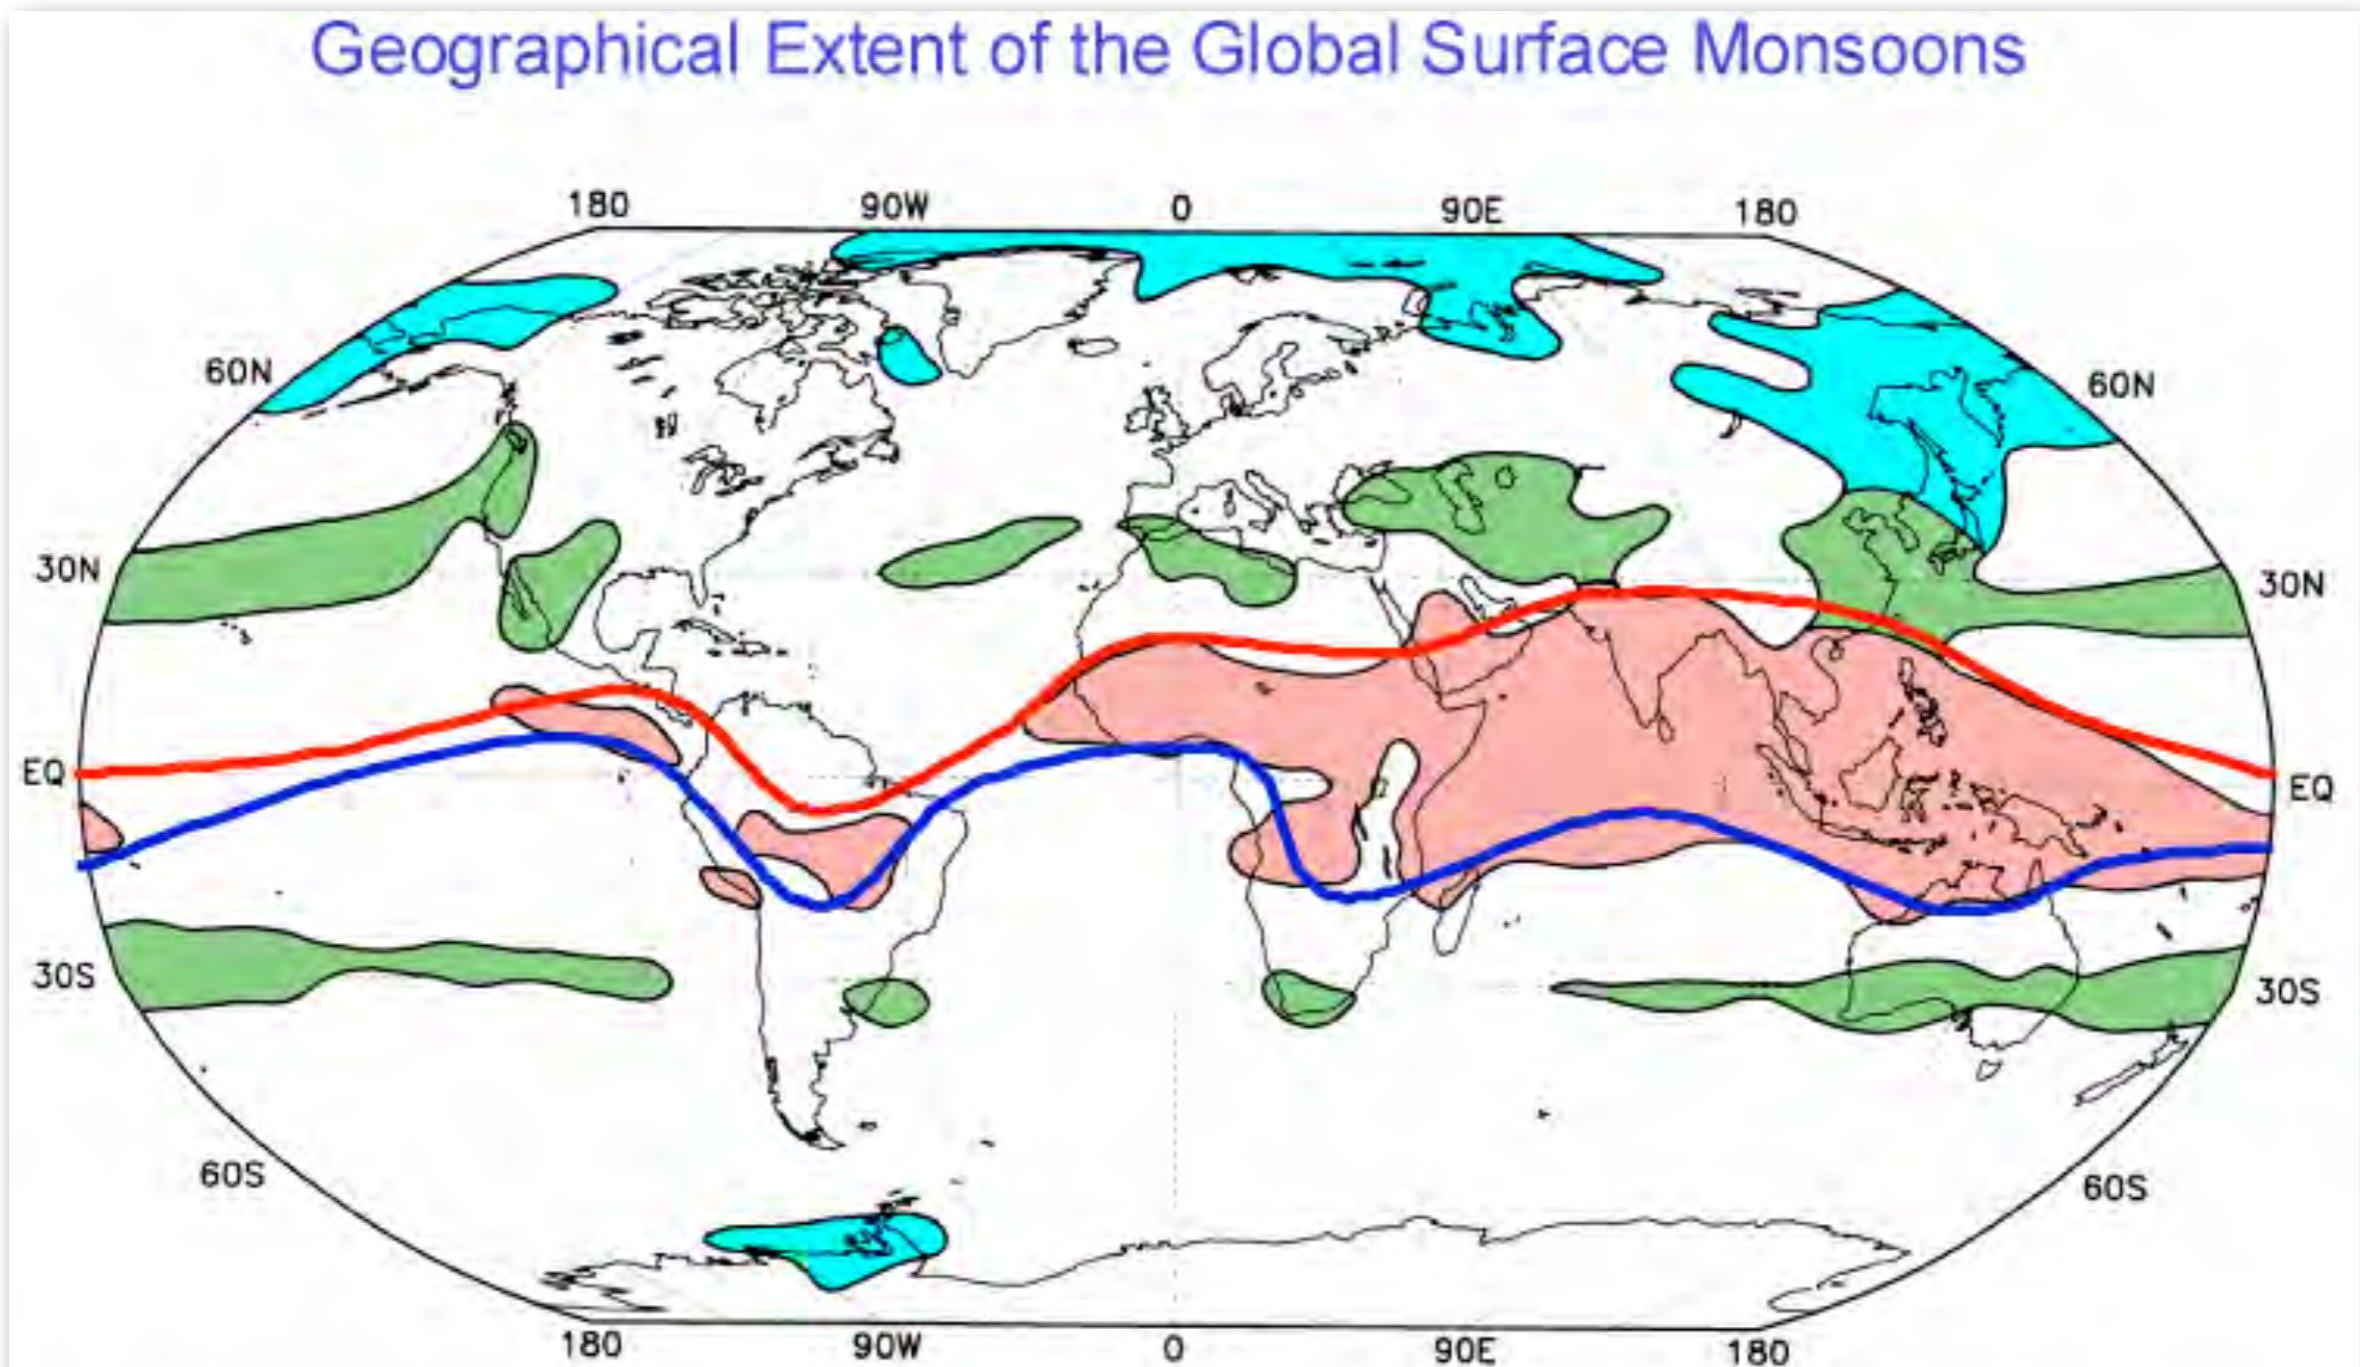 Geographical Extent of the Global Surface Monsoons
180 90W 0 90E 180
60N 60N
30N 30N
EQ EQ
30S 30S
60S 60S
180 90W 0 90E 180